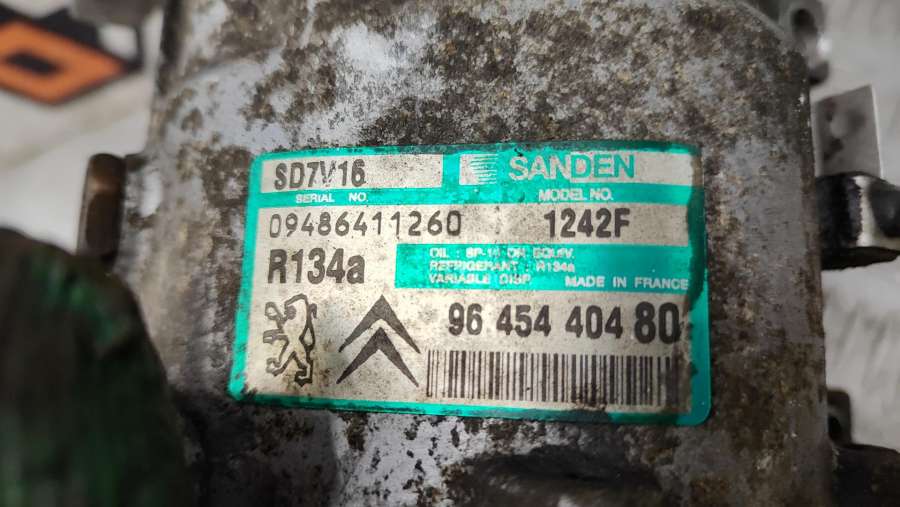 SD7V16 SANDEN
SERIAL NO. MODEL NO.
09486411260 1242F
R134a
OIL : SP-10 OR EQUIV.
REFRIGERANT : R134a
VARIABLE DISP. MADE IN FRANCE
96 454 404 80